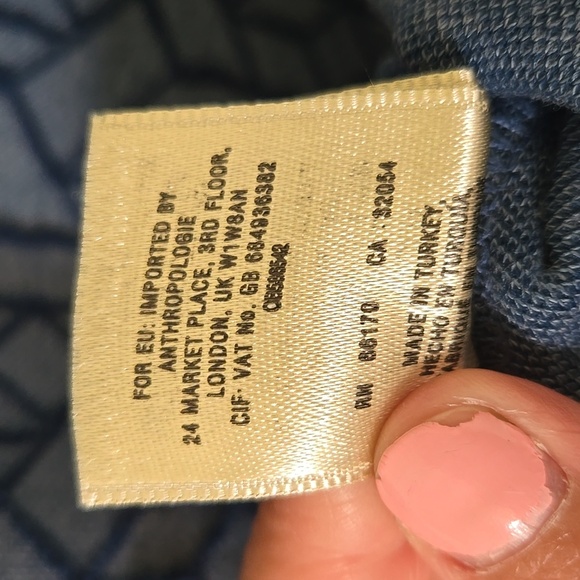 FOR EU: IMPORTED BY
ANTHROPOLOGIE
24 MARKET PLACE, 3RD FLOOR,
LONDON, UK W1W8AN
CIF VAT No. GB 684936382
RN 66170 CA . 32054
MADE IN TURKEY,
HECHO EN TURQUIA,